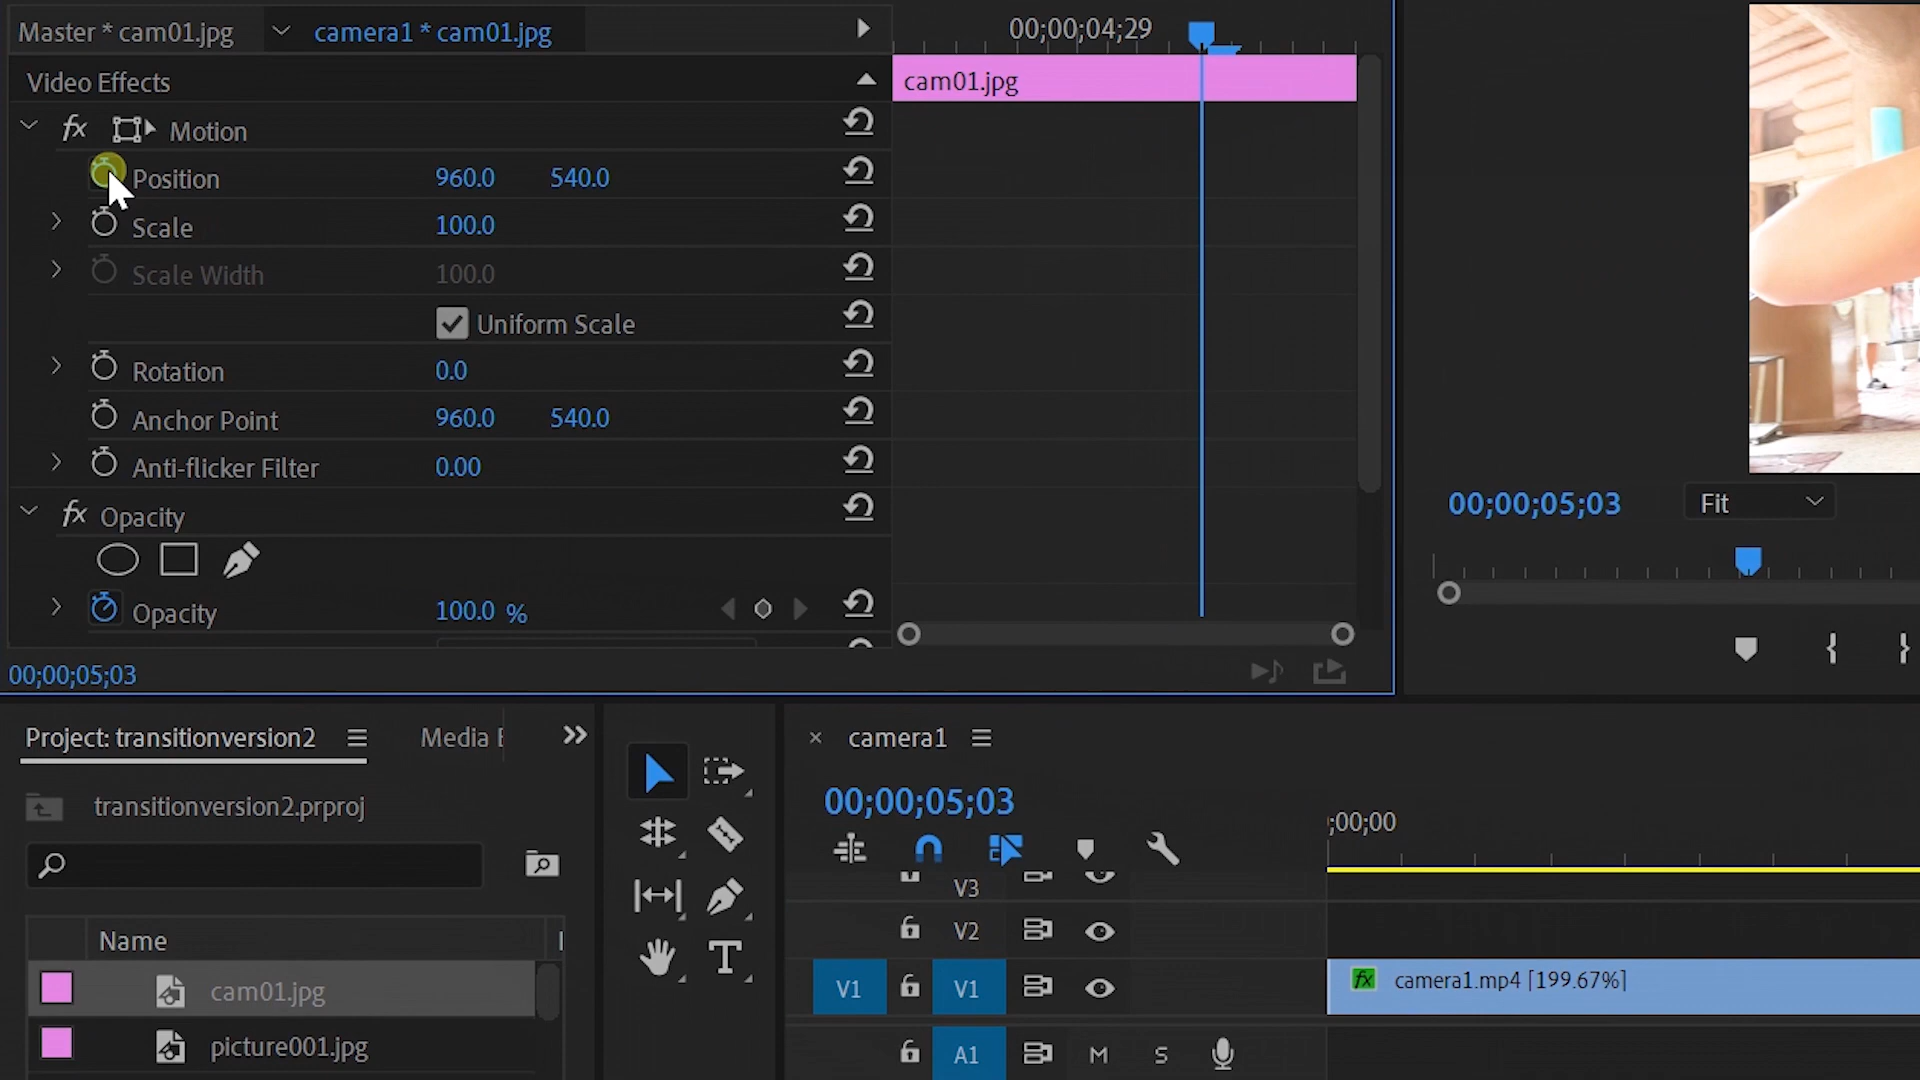 Master * cam01.jpg
camera1 * cam01.jpg
00;00;04;29
Video Effects
cam01.jpg
fx Motion
Position 960.0 540.0
Scale 100.0
Scale Width 100.0
Uniform Scale
Rotation 0.0
Anchor Point 960.0 540.0
Anti-flicker Filter 0.00
fx Opacity
Opacity 100.0 %
00;00;05;03
00;00;05;03
Fit
Project: transitionversion2
Media
transitionversion2.prproj
Name
cam01.jpg
picture001.jpg
camera1
00;00;05;03
;00;00
V3
V2
V1 V1
fx camera1.mp4 [199.67%]
A1 M S